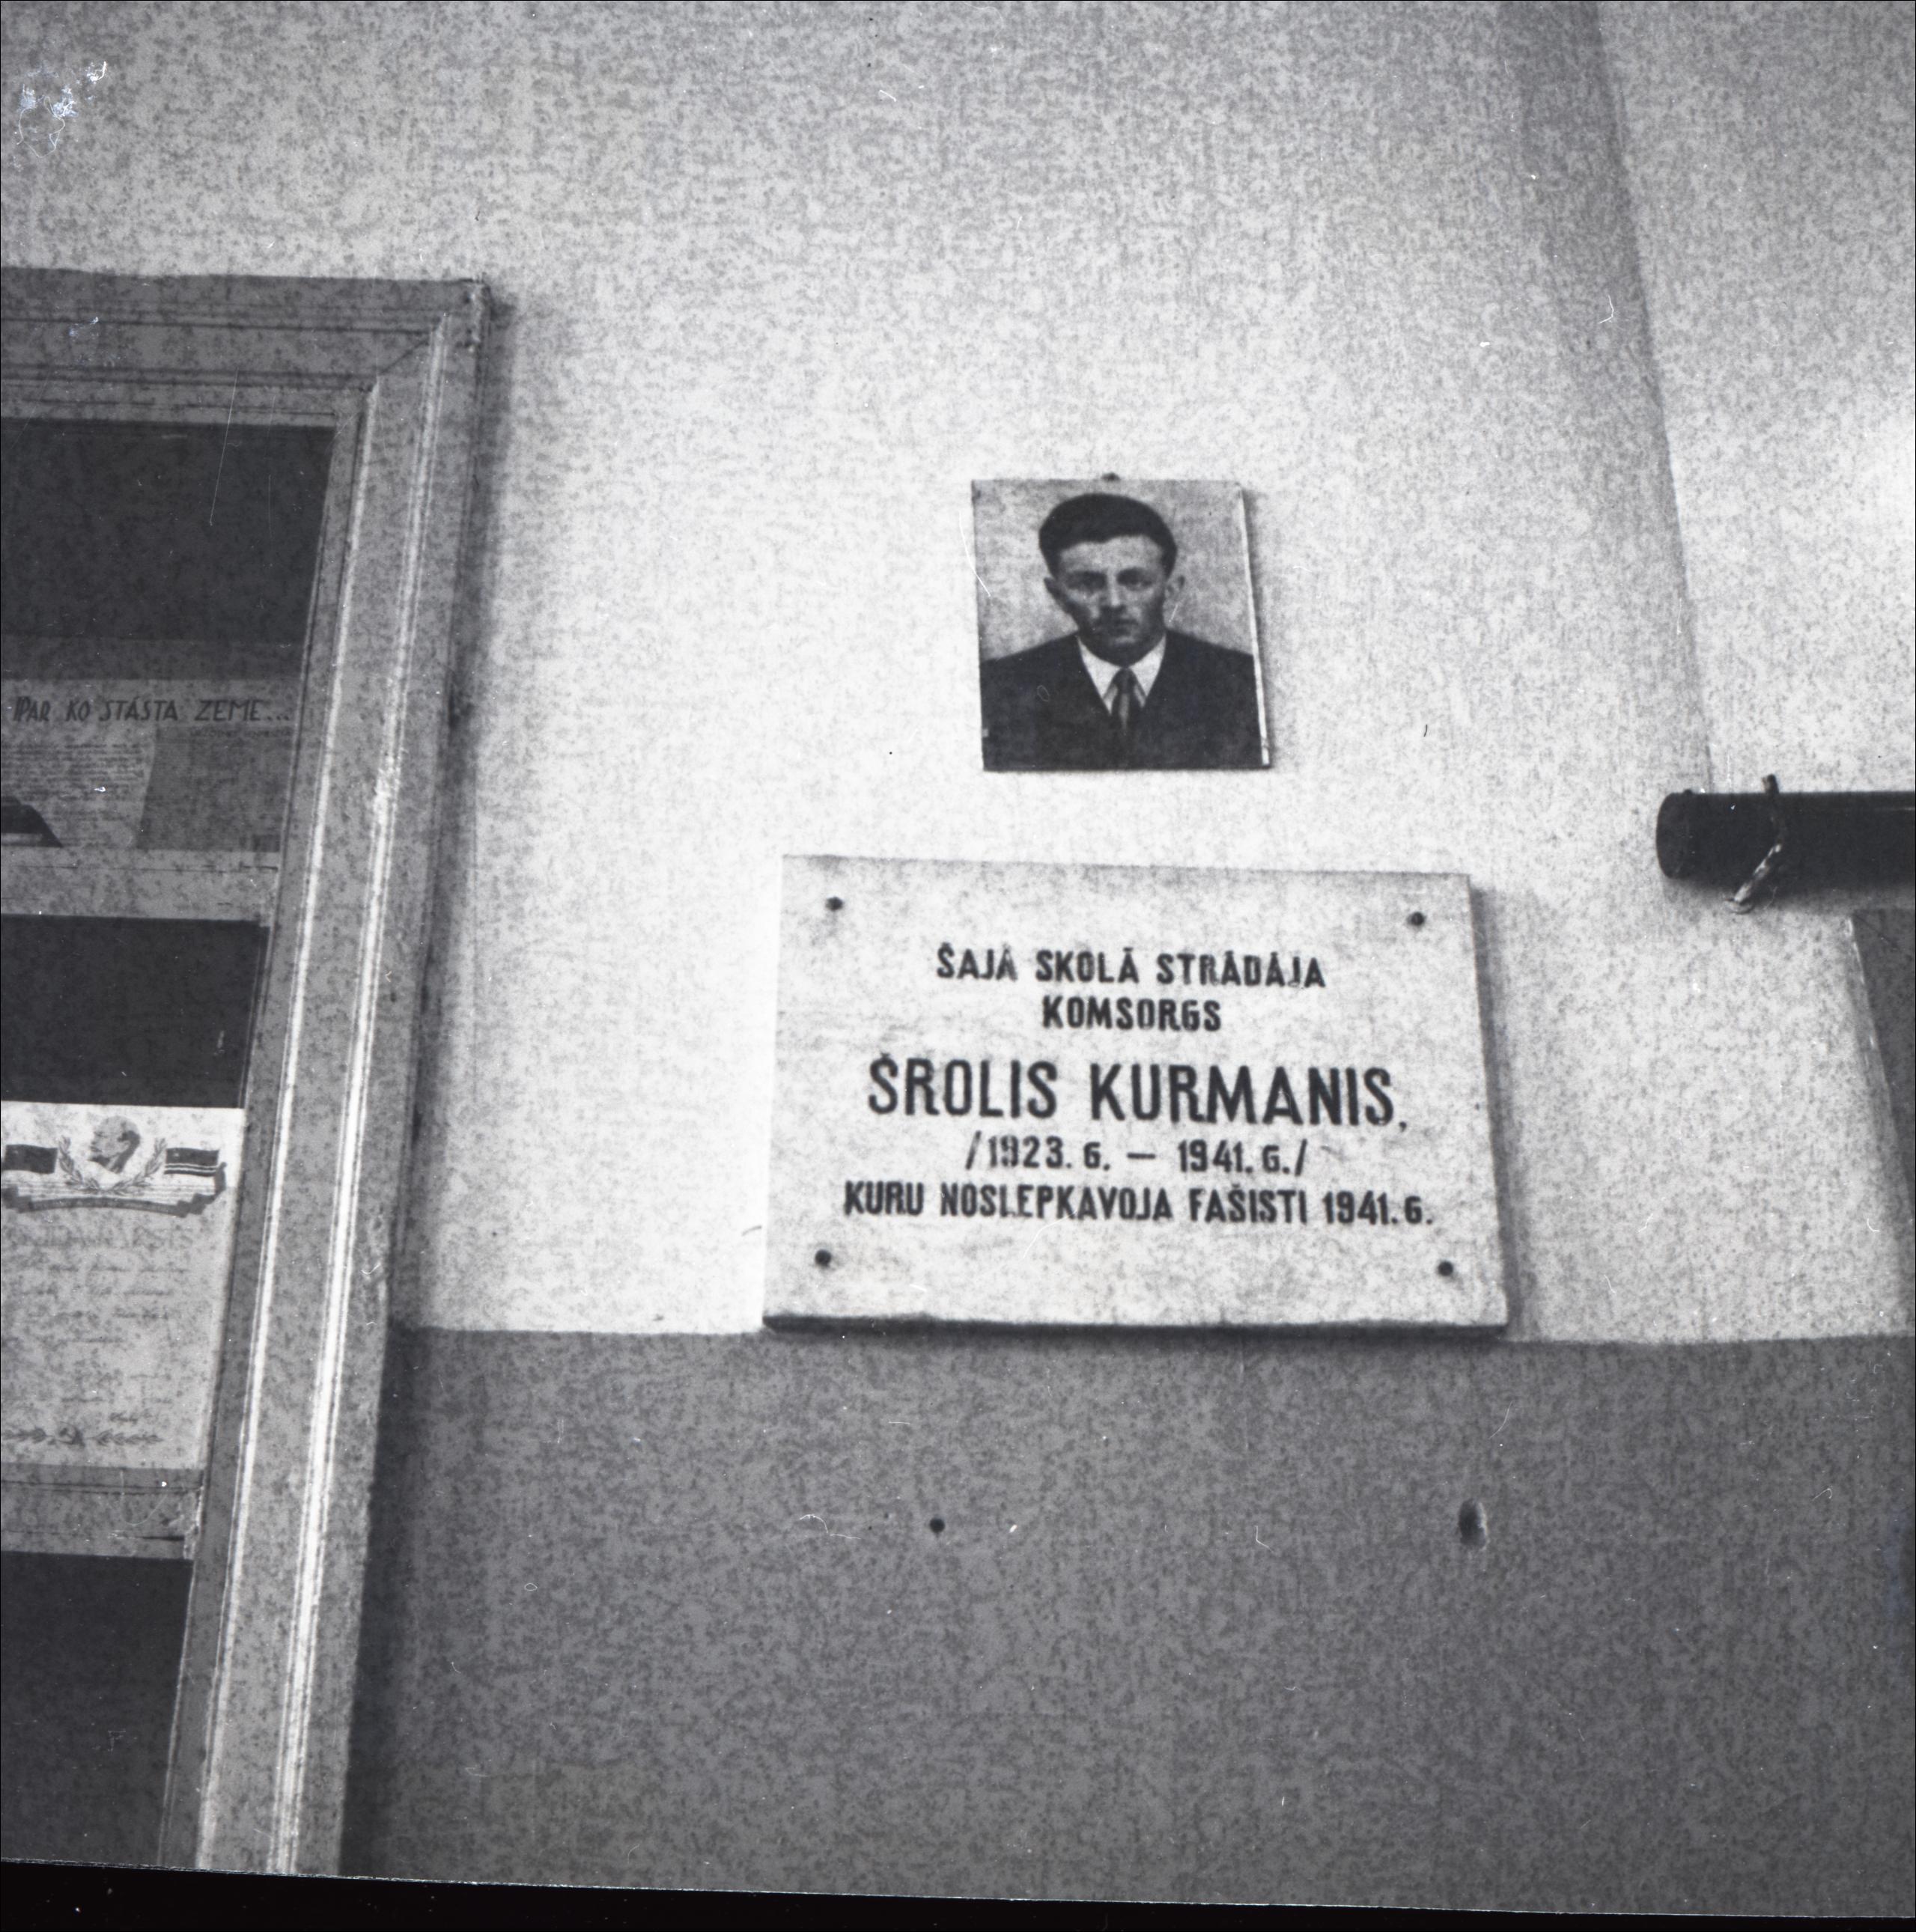 PAR KO STĀSTA ZEME...
ŠAJĀ SKOLĀ STRĀDĀJA
KOMSORGS
ŠROLIS KURMANIS,
/1923. G. — 1941. G./
KURU NOSLEPKAVOJA FAŠISTI 1941. G.